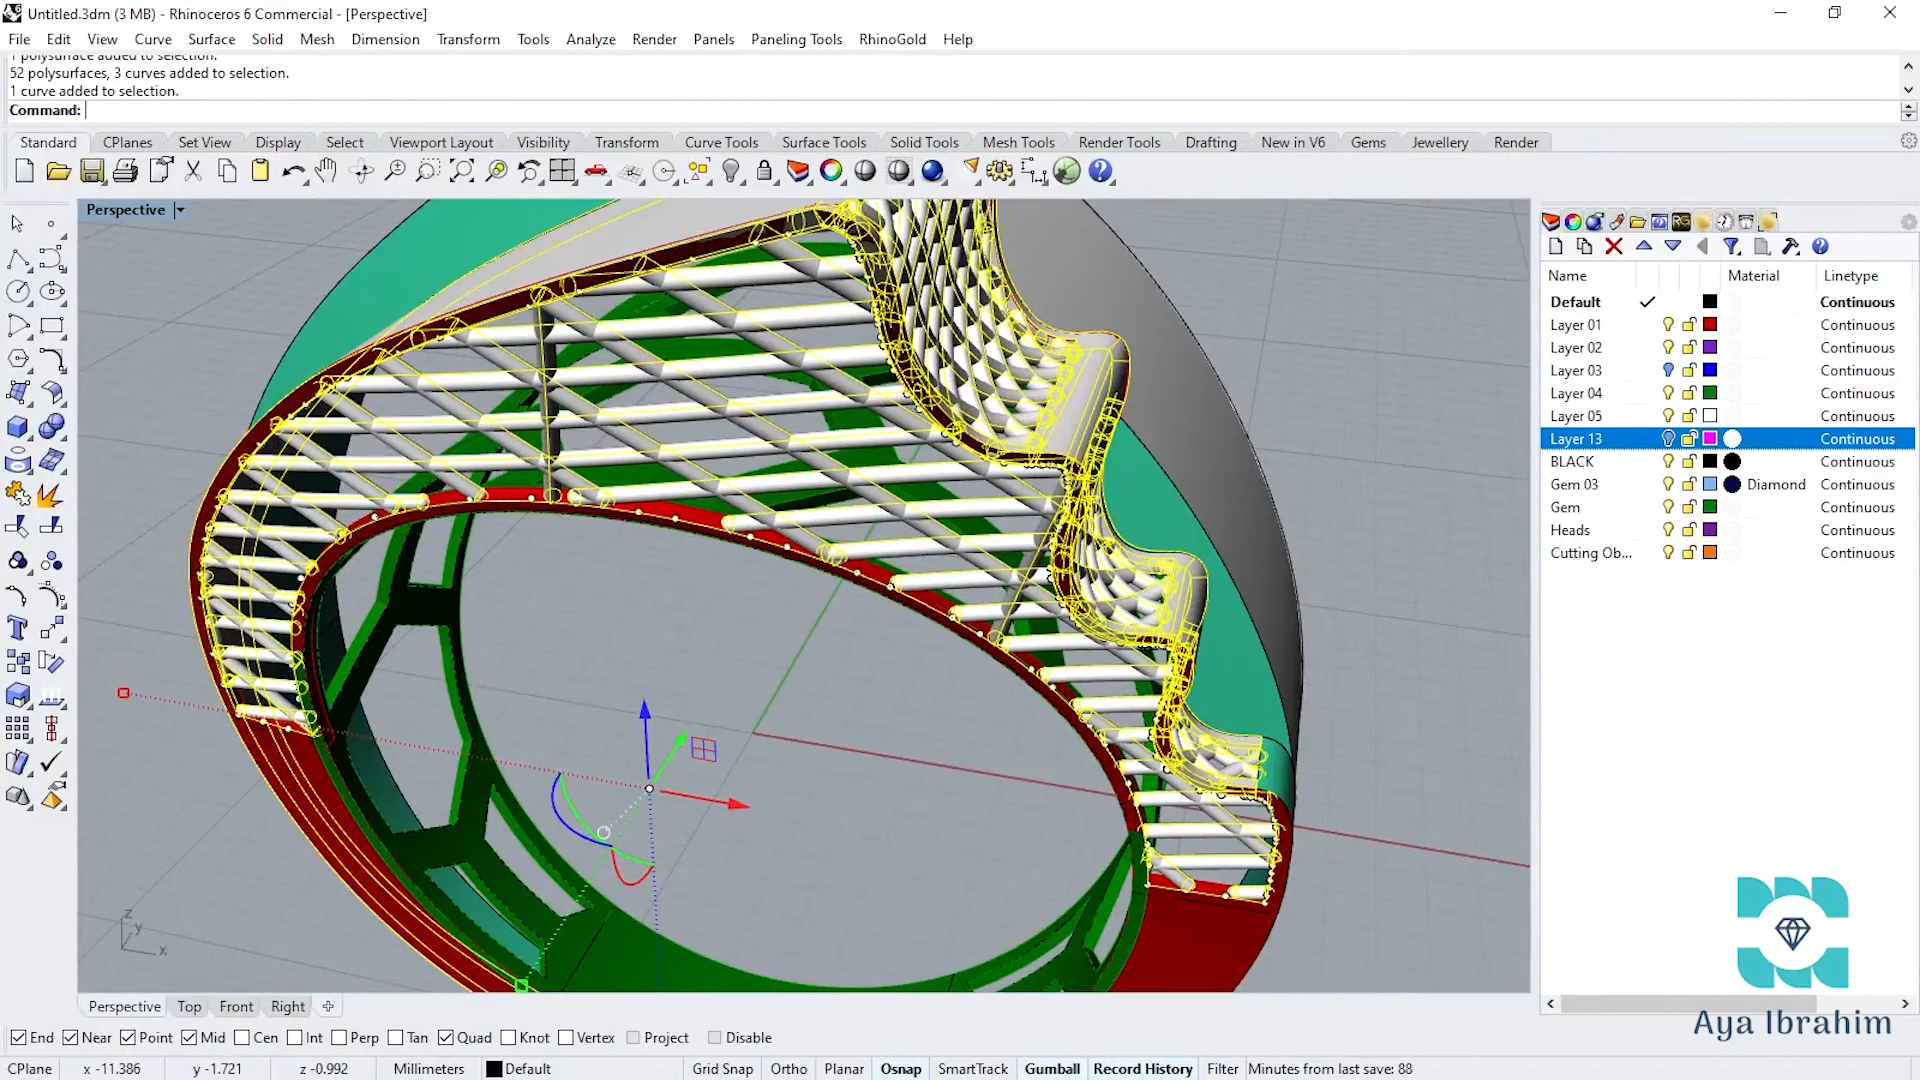 Untitled.3dm (3 MB) - Rhinoceros 6 Commercial - [Perspective]
File Edit View Curve Surface Solid Mesh Dimension Transform Tools Analyze Render Panels Paneling Tools RhinoGold Help
1 polysurface added to selection.
52 polysurfaces, 3 curves added to selection.
1 curve added to selection.
Command:
Standard CPlanes Set View Display Select Viewport Layout Visibility Transform Curve Tools Surface Tools Solid Tools Mesh Tools Render Tools Drafting New in V6 Gems Jewellery Render
Perspective
Name Material Linetype
Default Continuous
Layer 01 Continuous
Layer 02 Continuous
Layer 03 Continuous
Layer 04 Continuous
Layer 05 Continuous
Layer 13 Continuous
BLACK Continuous
Gem 03 Diamond Continuous
Gem Continuous
Heads Continuous
Cutting Ob... Continuous
z
y
x
Aya Ibrahim
Perspective Top Front Right
End Near Point Mid Cen Int Perp Tan Quad Knot Vertex Project Disable
CPlane x -11.386 y -1.721 z -0.992 Millimeters Default Grid Snap Ortho Planar Osnap SmartTrack Gumball Record History Filter Minutes from last save: 88